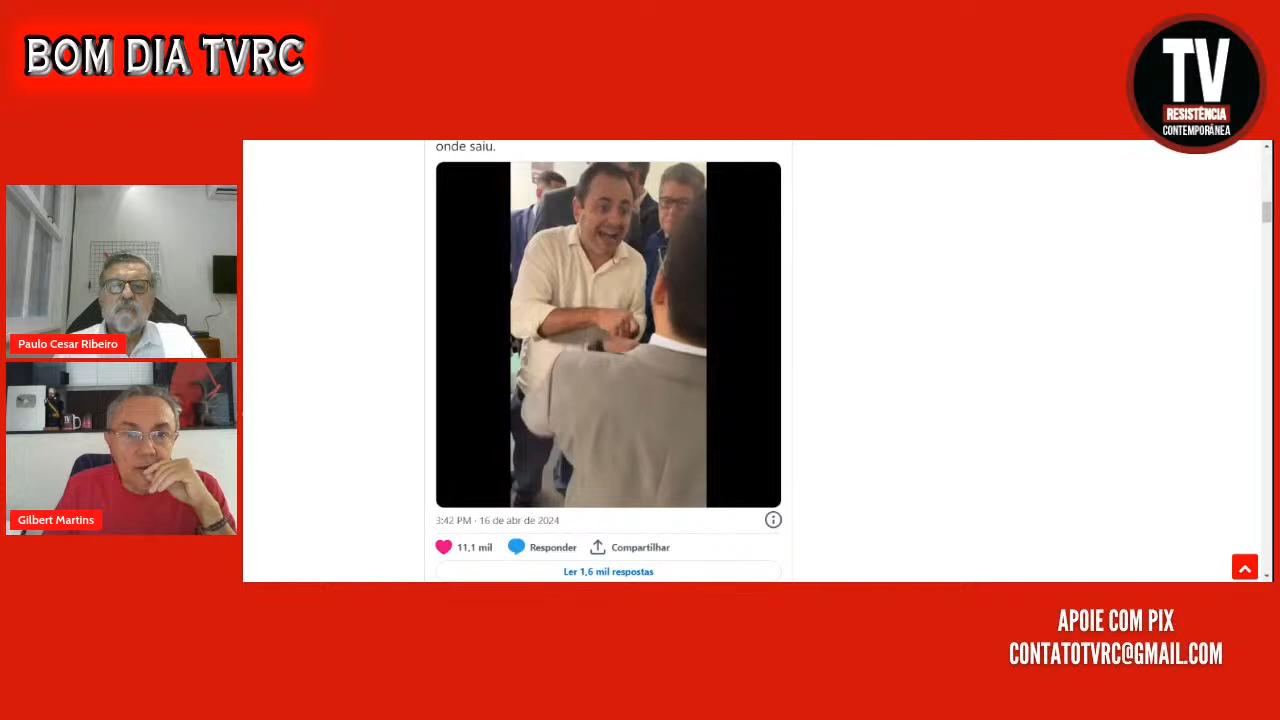 BOM DIA TVRC
TV
RESISTÊNCIA
CONTEMPORÂNEA
onde saiu.
Paulo Cesar Ribeiro
Gilbert Martins
3:42 PM · 16 de abr de 2024
11,1 mil Responder Compartilhar
Ler 1,6 mil respostas
APOIE COM PIX
CONTATOTVRC@GMAIL.COM